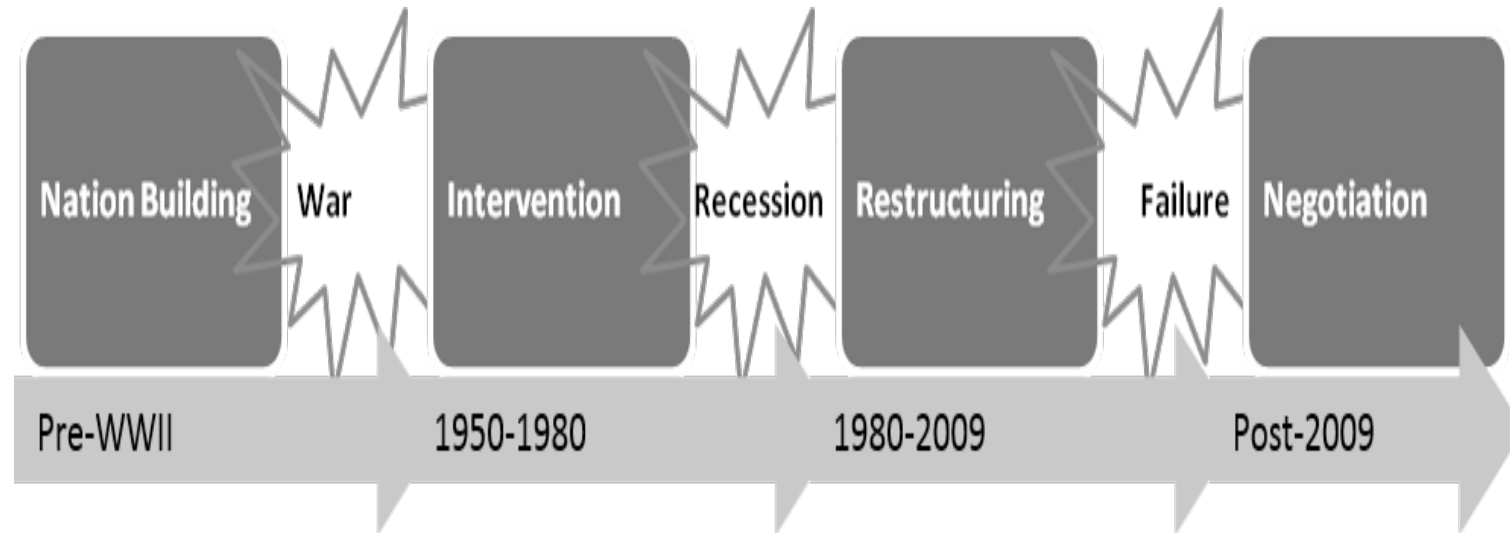 Nation Building
War
Intervention
Recession
Restructuring
Failure
Negotiation
Pre-WWII
1950-1980
1980-2009
Post-2009